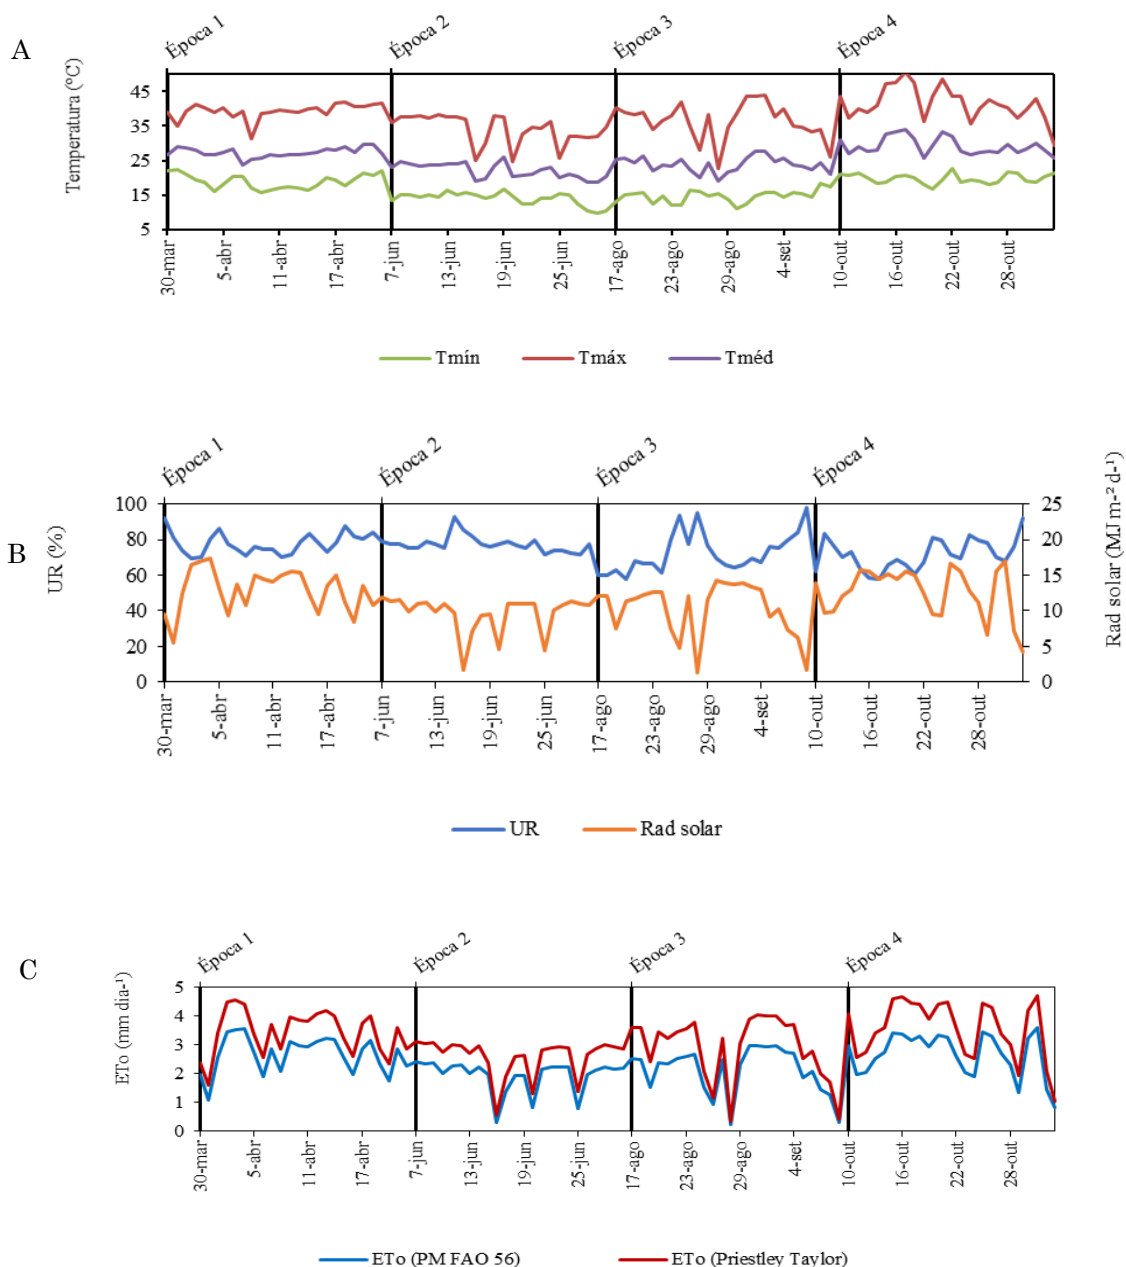 A
Época 1
Época 2
Época 3
Época 4
Temperatura (°C)
45
35
25
15
5
30-mar
5-abr
11-abr
17-abr
7-jun
13-jun
19-jun
25-jun
17-ago
23-ago
29-ago
4-set
10-out
16-out
22-out
28-out
Tmín
Tmáx
Tméd
B
Época 1
Época 2
Época 3
Época 4
UR (%)
100
80
60
40
20
0
25
20
15
10
5
0
Rad solar (MJ m⁻² d⁻¹)
30-mar
5-abr
11-abr
17-abr
7-jun
13-jun
19-jun
25-jun
17-ago
23-ago
29-ago
4-set
10-out
16-out
22-out
28-out
UR
Rad solar
C
Época 1
Época 2
Época 3
Época 4
ETo (mm dia⁻¹)
5
4
3
2
1
0
30-mar
5-abr
11-abr
17-abr
7-jun
13-jun
19-jun
25-jun
17-ago
23-ago
29-ago
4-set
10-out
16-out
22-out
28-out
ETo (PM FAO 56)
ETo (Priestley Taylor)